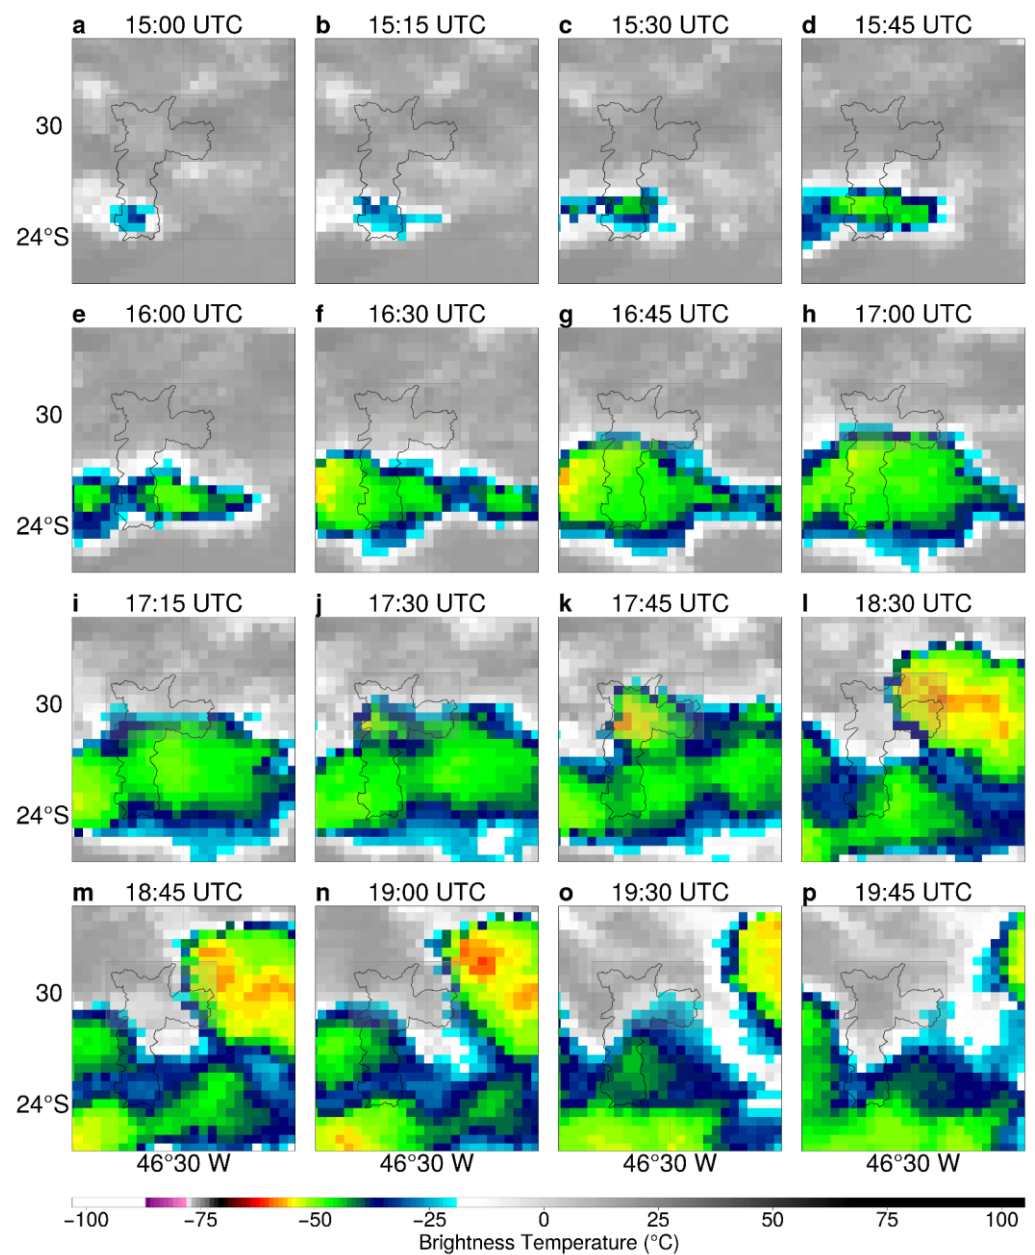 a 15:00 UTC b 15:15 UTC c 15:30 UTC d 15:45 UTC
30
24°S
e 16:00 UTC f 16:30 UTC g 16:45 UTC h 17:00 UTC
30
24°S
i 17:15 UTC j 17:30 UTC k 17:45 UTC l 18:30 UTC
30
24°S
m 18:45 UTC n 19:00 UTC o 19:30 UTC p 19:45 UTC
30
24°S
46°30 W 46°30 W 46°30 W 46°30 W
−100 −75 −50 −25 0 25 50 75 100
Brightness Temperature (°C)